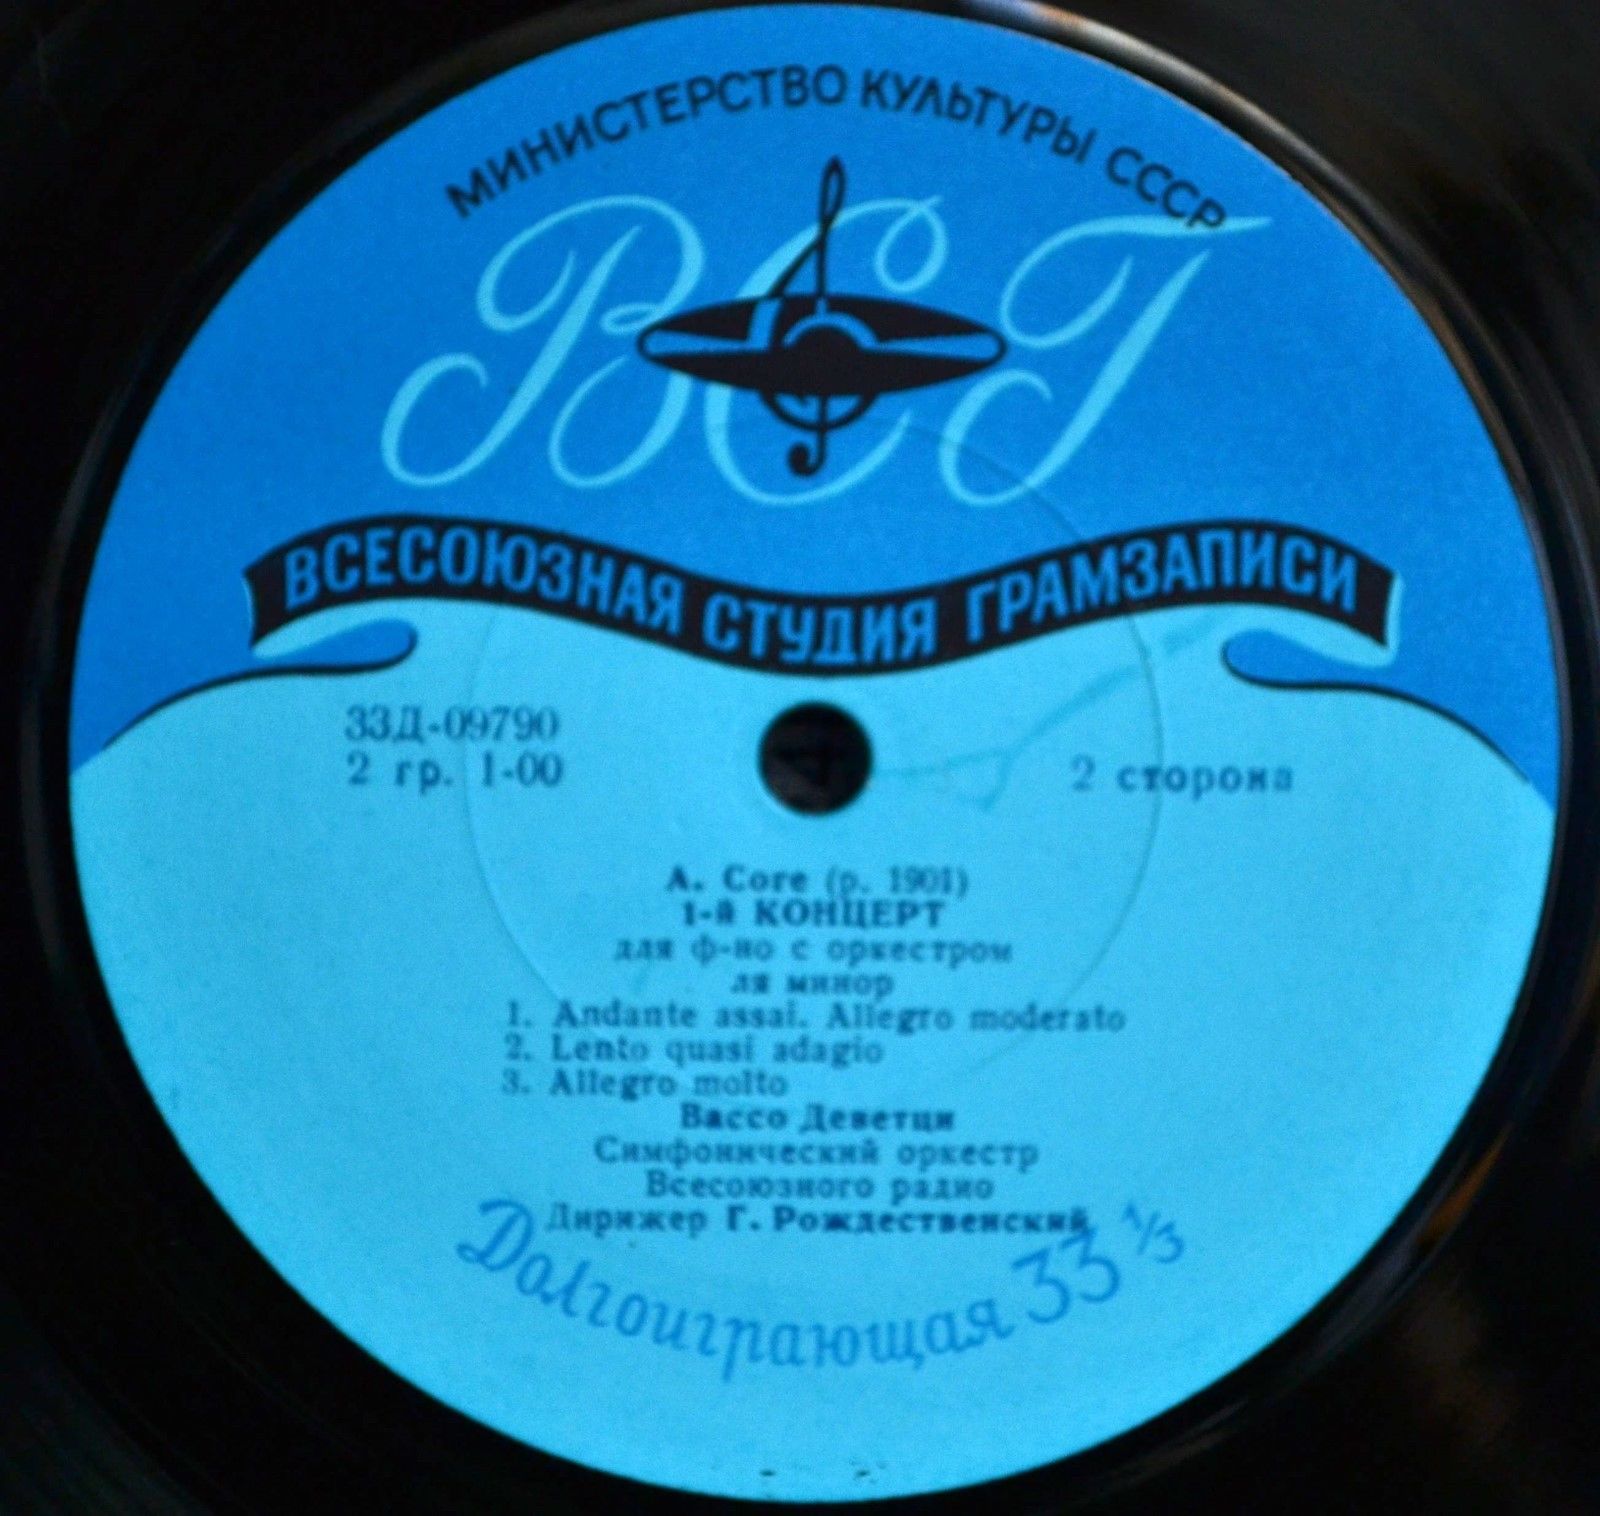 МИНИСТЕРСТВО КУЛЬТУРЫ СССР
ВСГ
ВСЕСОЮЗНАЯ СТУДИЯ ГРАМЗАПИСИ
33Д-09790
2 гр. 1-00
2 сторона
А. Соге (р. 1901)
1-й КОНЦЕРТ
для ф-но с оркестром
ля минор
1. Andante assai. Allegro moderato
2. Lento quasi adagio
3. Allegro molto
Вассо Деветци
Симфонический оркестр
Всесоюзного радио
Дирижер Г. Рождественский
Долгоиграющая 33 1/3